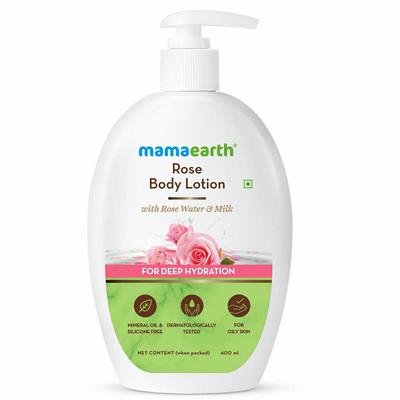 mamaearth®
Rose
Body Lotion
with Rose Water & Milk
FOR DEEP HYDRATION
MINERAL OIL &
SILICONE FREE
DERMATOLOGICALLY
TESTED
FOR
OILY SKIN
NET CONTENT (when packed) 400 ml